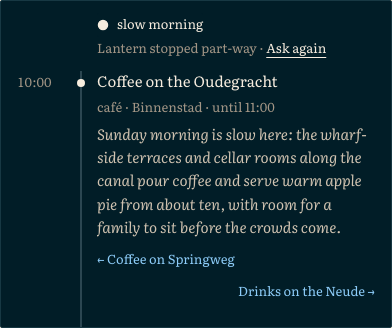 slow morning
Lantern stopped part-way · Ask again
10:00
Coffee on the Oudegracht
café · Binnenstad · until 11:00
Sunday morning is slow here: the wharf-
side terraces and cellar rooms along the
canal pour coffee and serve warm apple
pie from about ten, with room for a
family to sit before the crowds come.
← Coffee on Springweg
Drinks on the Neude →